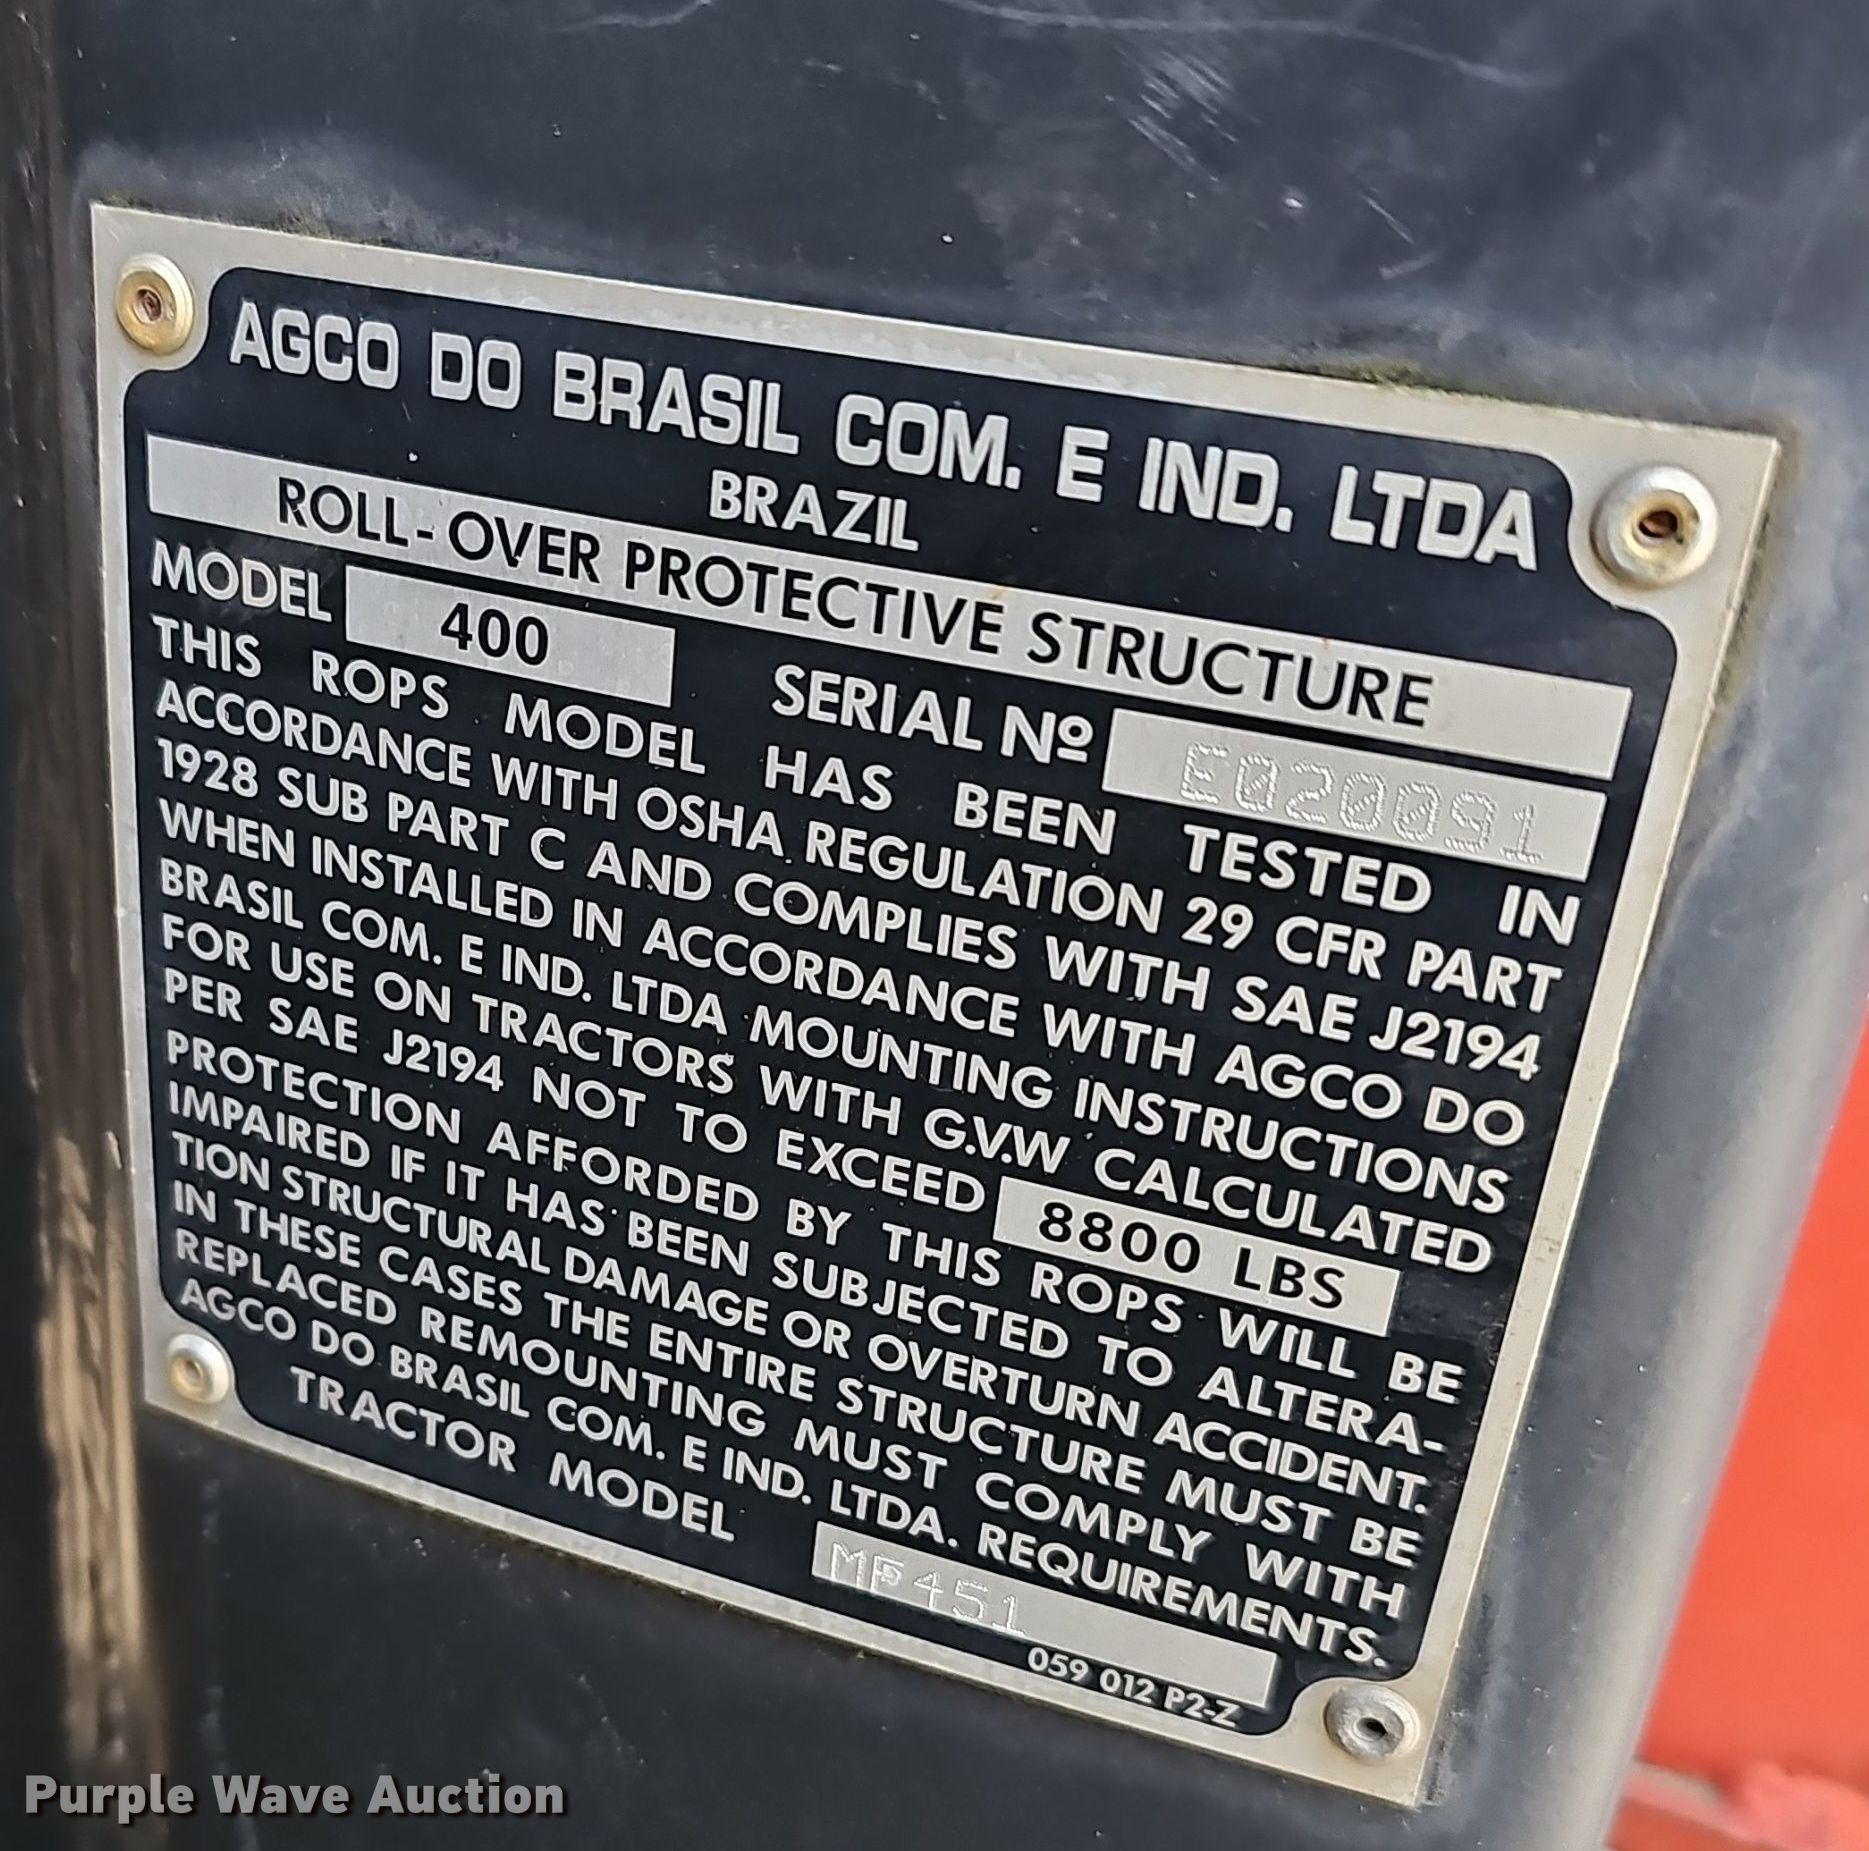 AGCO DO BRASIL COM. E IND. LTDA
BRAZIL
ROLL-OVER PROTECTIVE STRUCTURE
MODEL 400 SERIAL Nº E020091
THIS ROPS MODEL HAS BEEN TESTED IN
ACCORDANCE WITH OSHA REGULATION 29 CFR PART
1928 SUB PART C AND COMPLIES WITH SAE J2194
WHEN INSTALLED IN ACCORDANCE WITH AGCO DO
BRASIL COM. E IND. LTDA MOUNTING INSTRUCTIONS
FOR USE ON TRACTORS WITH G.V.W CALCULATED
PER SAE J2194 NOT TO EXCEED 8800 LBS
PROTECTION AFFORDED BY THIS ROPS WILL BE
IMPAIRED IF IT HAS BEEN SUBJECTED TO ALTERA-
TION STRUCTURAL DAMAGE OR OVERTURN ACCIDENT.
IN THESE CASES THE ENTIRE STRUCTURE MUST BE
REPLACED REMOUNTING MUST COMPLY WITH
AGCO DO BRASIL COM. E IND. LTDA. REQUIREMENTS.
TRACTOR MODEL MF451
059 012 P2-Z
Purple Wave Auction